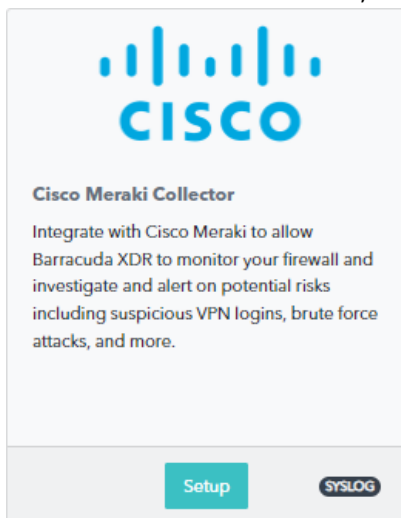 CISCO
Cisco Meraki Collector
Integrate with Cisco Meraki to allow
Barracuda XDR to monitor your firewall and
investigate and alert on potential risks
including suspicious VPN logins, brute force
attacks, and more.
Setup
SYSLOG